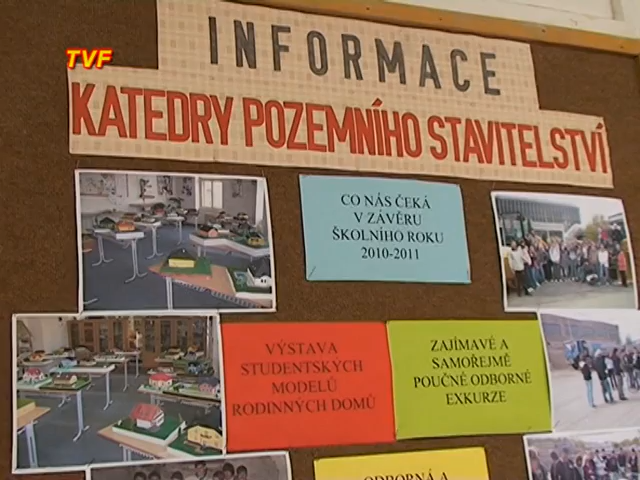 TVF
INFORMACE
KATEDRY POZEMNÍHO STAVITELSTVÍ
CO NÁS ČEKÁ
V ZÁVĚRU
ŠKOLNÍHO ROKU
2010-2011
VÝSTAVA
STUDENTSKÝCH
MODELŮ
RODINNÝCH DOMŮ
ZAJÍMAVÉ A
SAMOŘEJMĚ
POUČNÉ ODBORNÉ
EXKURZE
ODBORNÁ A